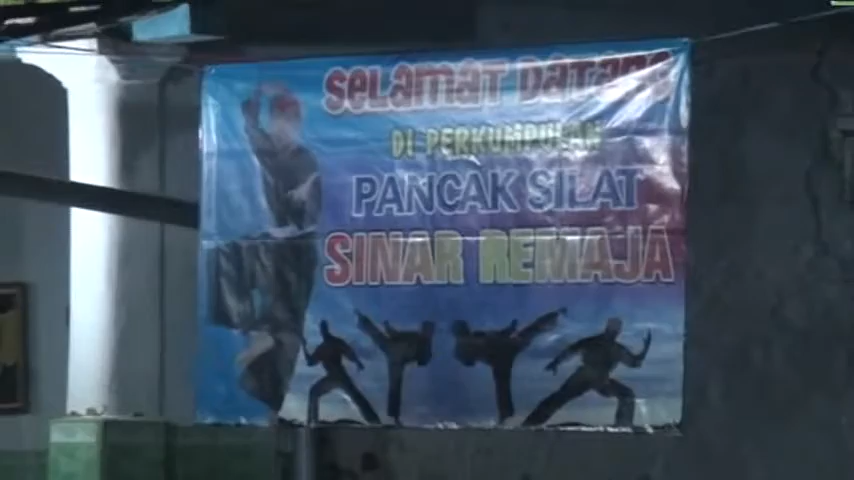 Selamat Datang
DI PERKUMPULAN
PANCAK SILAT
SINAR REMAJA